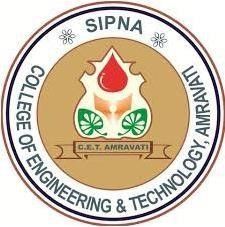 SIPNA
COLLEGE OF ENGINEERING & TECHNOLOGY, AMRAVATI
C.E.T. AMRAVATI